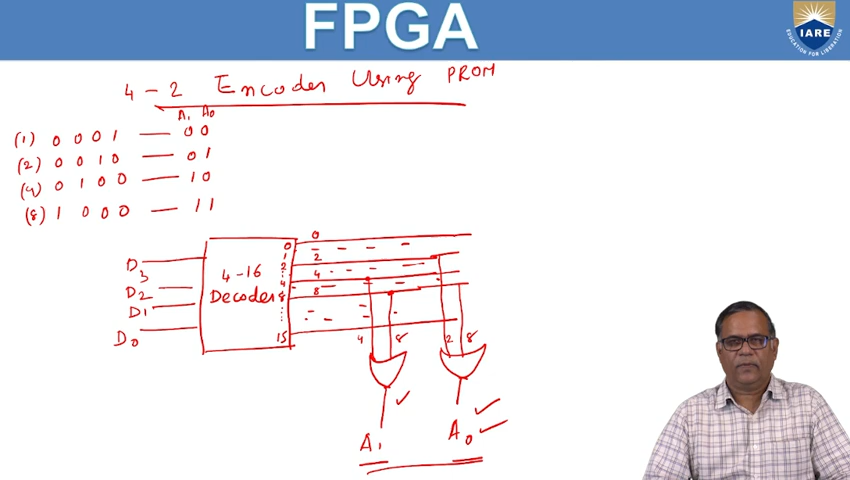 FPGA
IARE
EDUCATION FOR LIBERATION
4 - 2 Encoder Using PROM
A1 A0
(1) 0 0 0 1 — 0 0
(2) 0 0 1 0 — 0 1
(4) 0 1 0 0 — 1 0
(8) 1 0 0 0 — 1 1
D3
D2
D1
D0
4-16
Decoder
0
1
2
4
8
15
0
2
4
8
4 8
2 8
A1
A0